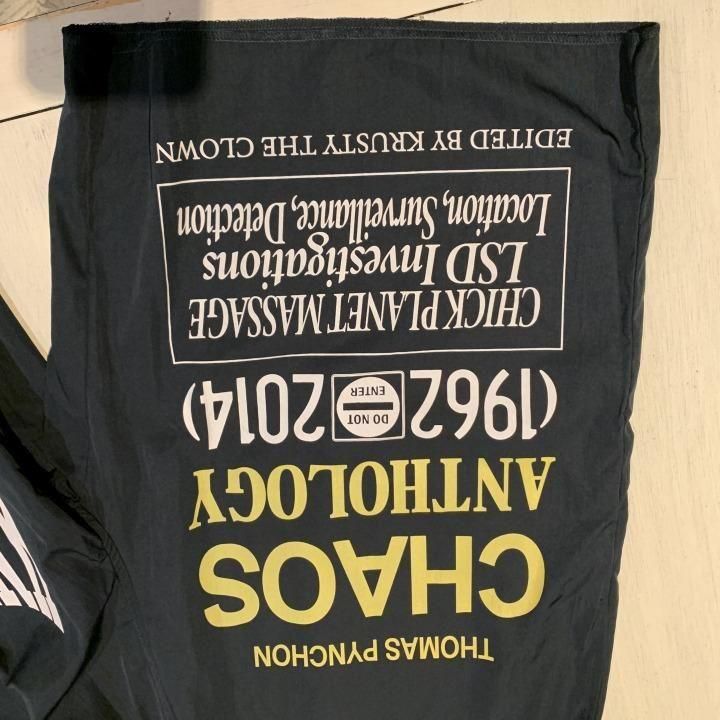 THOMAS PYNCHON
CHAOS
ANTHOLOGY
(1962 DO NOT ENTER 2014)
CHICK PLANET MASSAGE
LSD Investigations
Location, Surveillance, Detection
EDITED BY KRUSTY THE CLOWN